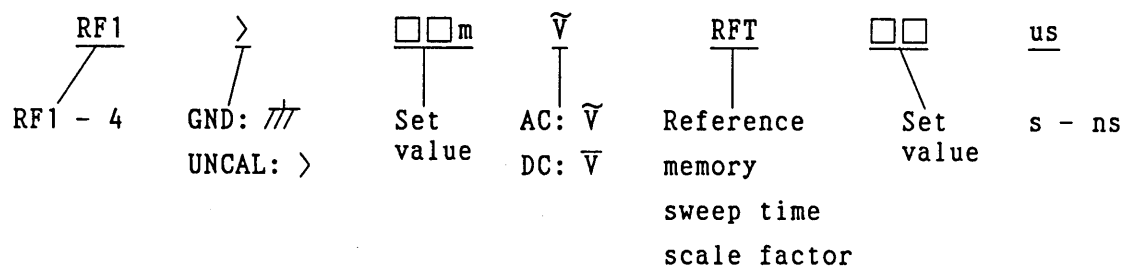 RF1 > □□m Ṽ RFT □□ us
RF1 - 4 GND: UNCAL: > Set value AC: Ṽ DC: V̅ Reference memory sweep time scale factor Set value s - ns